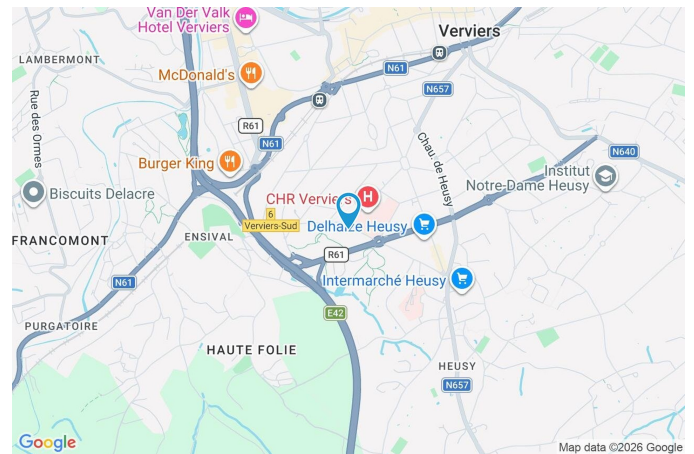 Van Der Valk
Hotel Verviers
Verviers
LAMBERMONT
N61
McDonald's
N657
Rue des Ormes
R61
N61
Chau. de Heusy
N640
Burger King
Institut
Notre-Dame Heusy
Biscuits Delacre
CHR Verviers
H
6
Verviers-Sud
Delhaize Heusy
FRANCOMONT
ENSIVAL
R61
N61
Intermarché Heusy
E42
PURGATOIRE
HAUTE FOLIE
HEUSY
N657
Google
Map data ©2026 Google